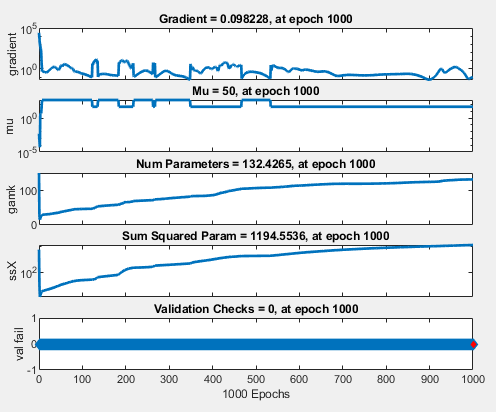 Gradient = 0.098228, at epoch 1000
10^5
10^0
gradient
Mu = 50, at epoch 1000
10^0
10^-5
mu
Num Parameters = 132.4265, at epoch 1000
100
0
gamk
Sum Squared Param = 1194.5536, at epoch 1000
10^2
ssX
Validation Checks = 0, at epoch 1000
1
0
-1
val fail
0 100 200 300 400 500 600 700 800 900 1000
1000 Epochs